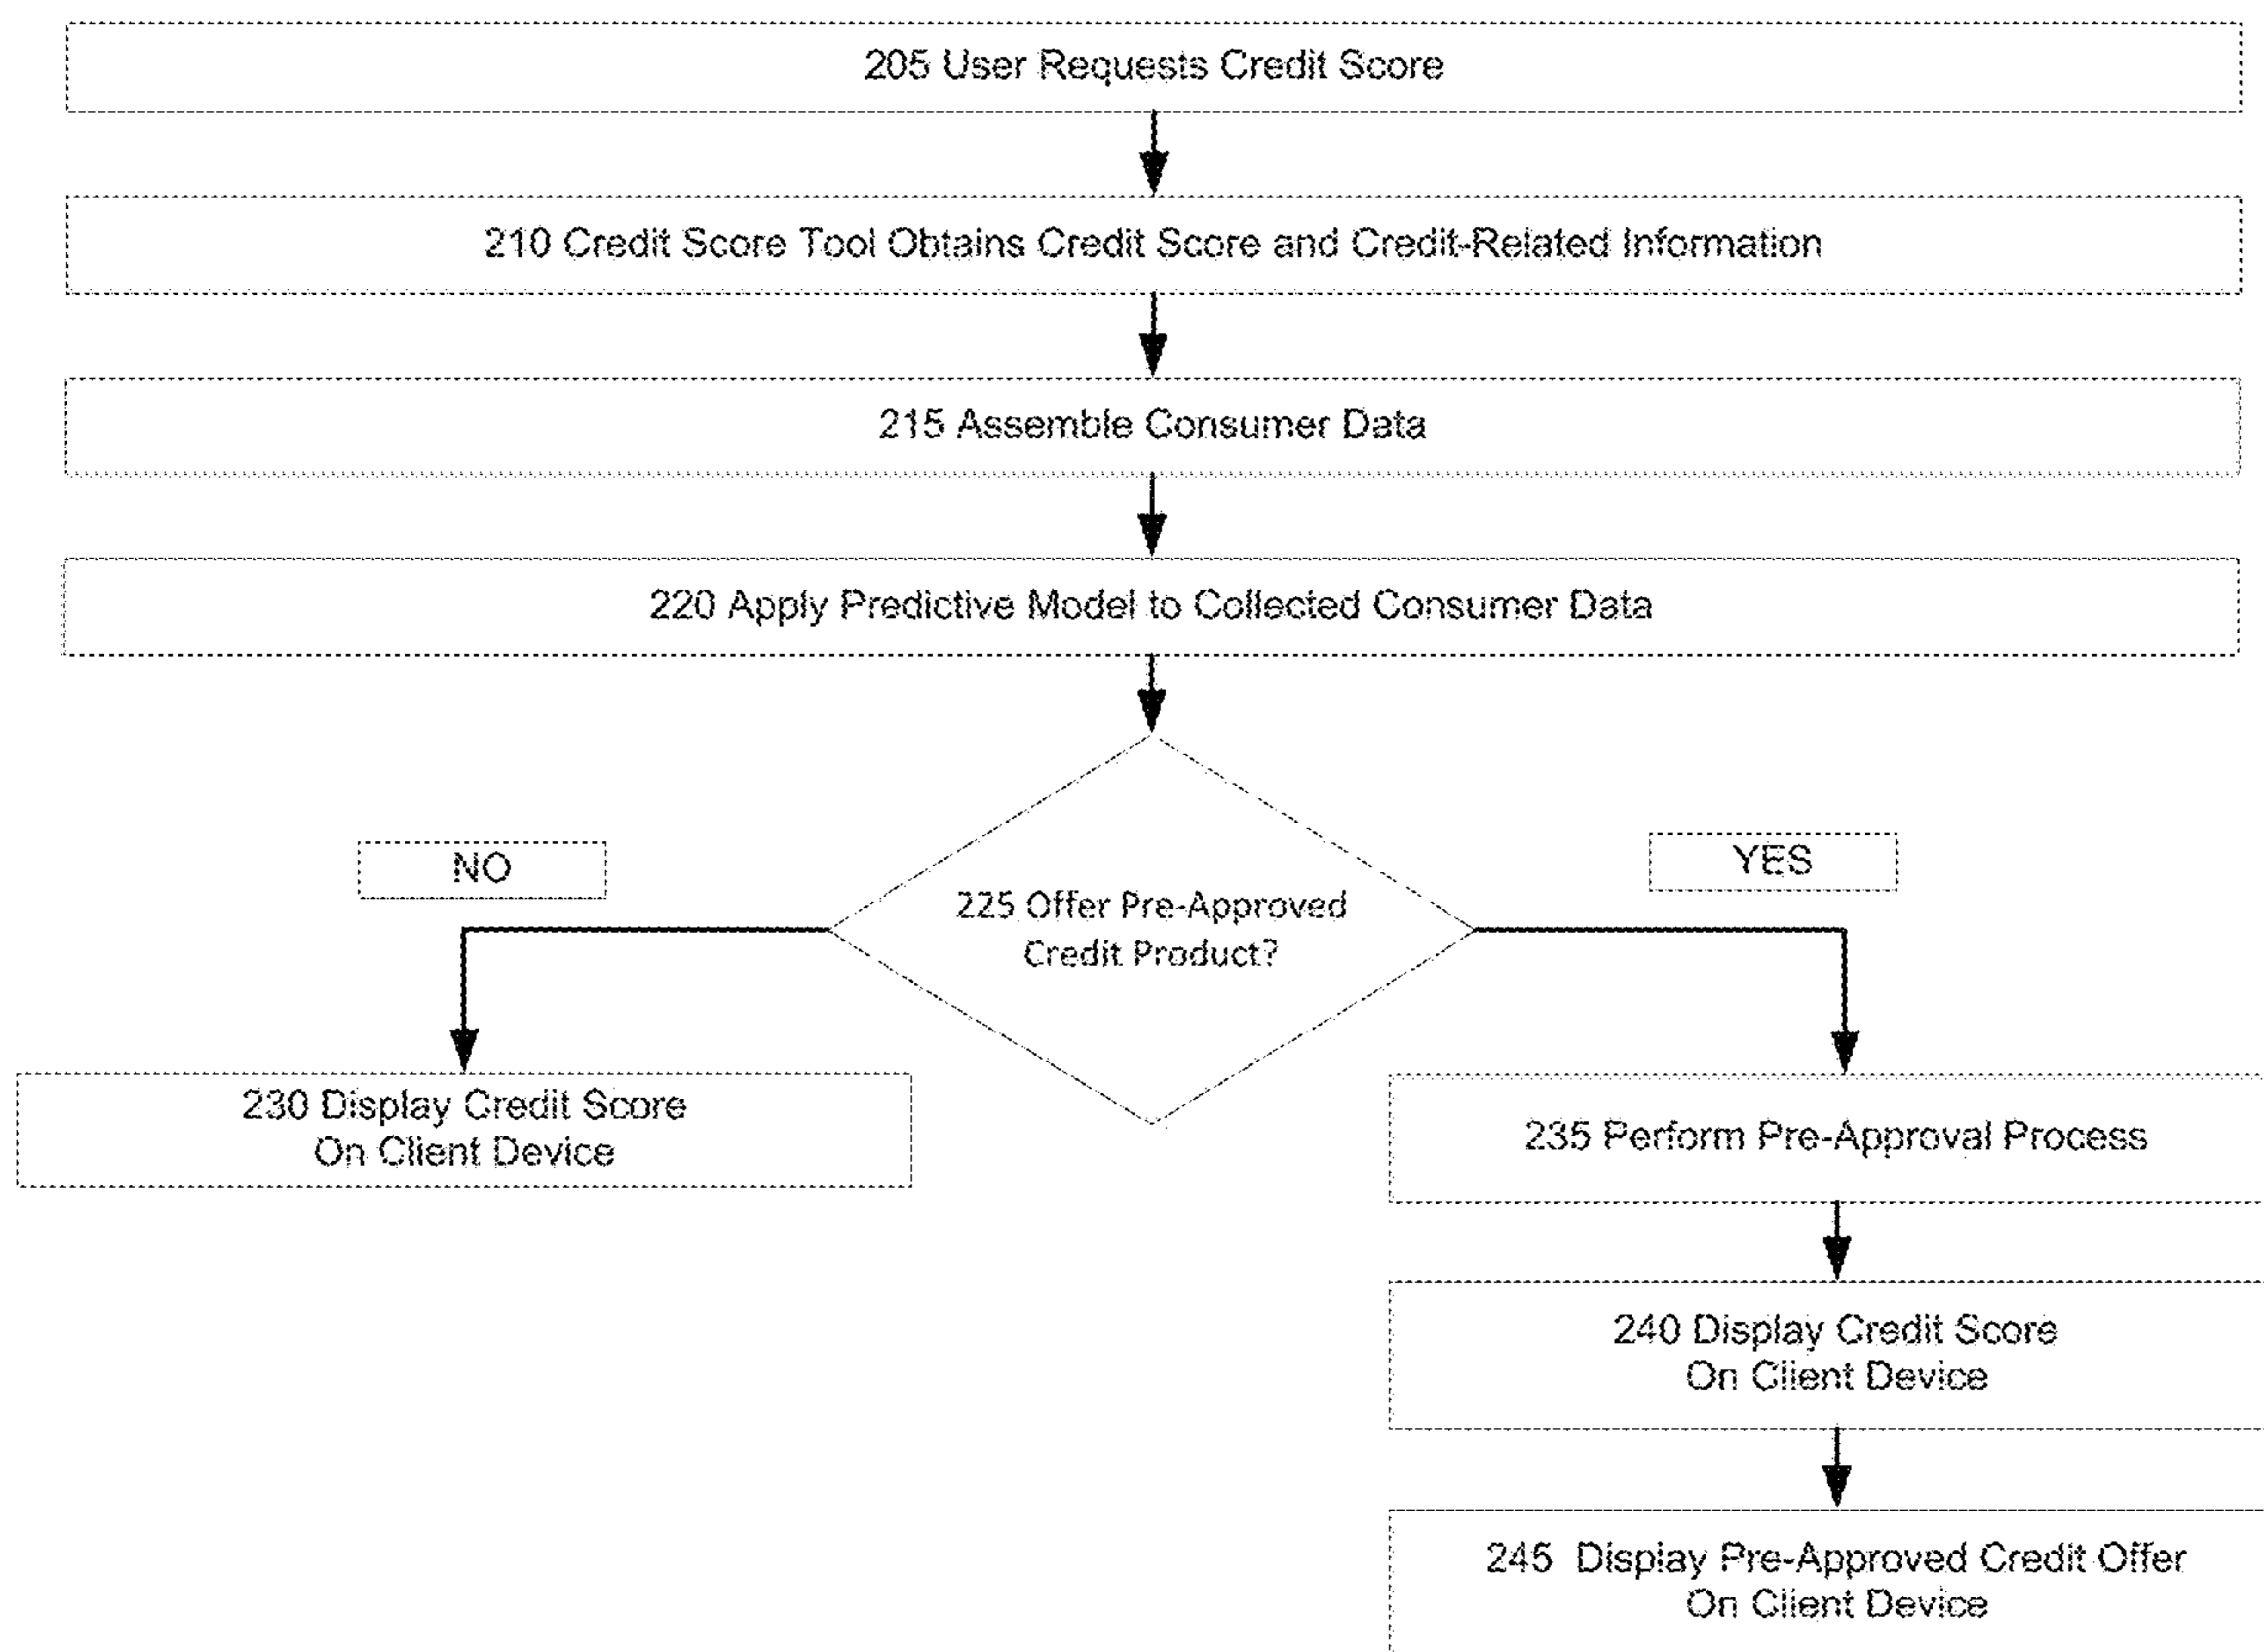 205 User Requests Credit Score
210 Credit Score Tool Obtains Credit Score and Credit-Related Information
215 Assemble Consumer Data
220 Apply Predictive Model to Collected Consumer Data
NO
YES
225 Offer Pre-Approved
Credit Product?
230 Display Credit Score
On Client Device
235 Perform Pre-Approval Process
240 Display Credit Score
On Client Device
245 Display Pre-Approved Credit Offer
On Client Device